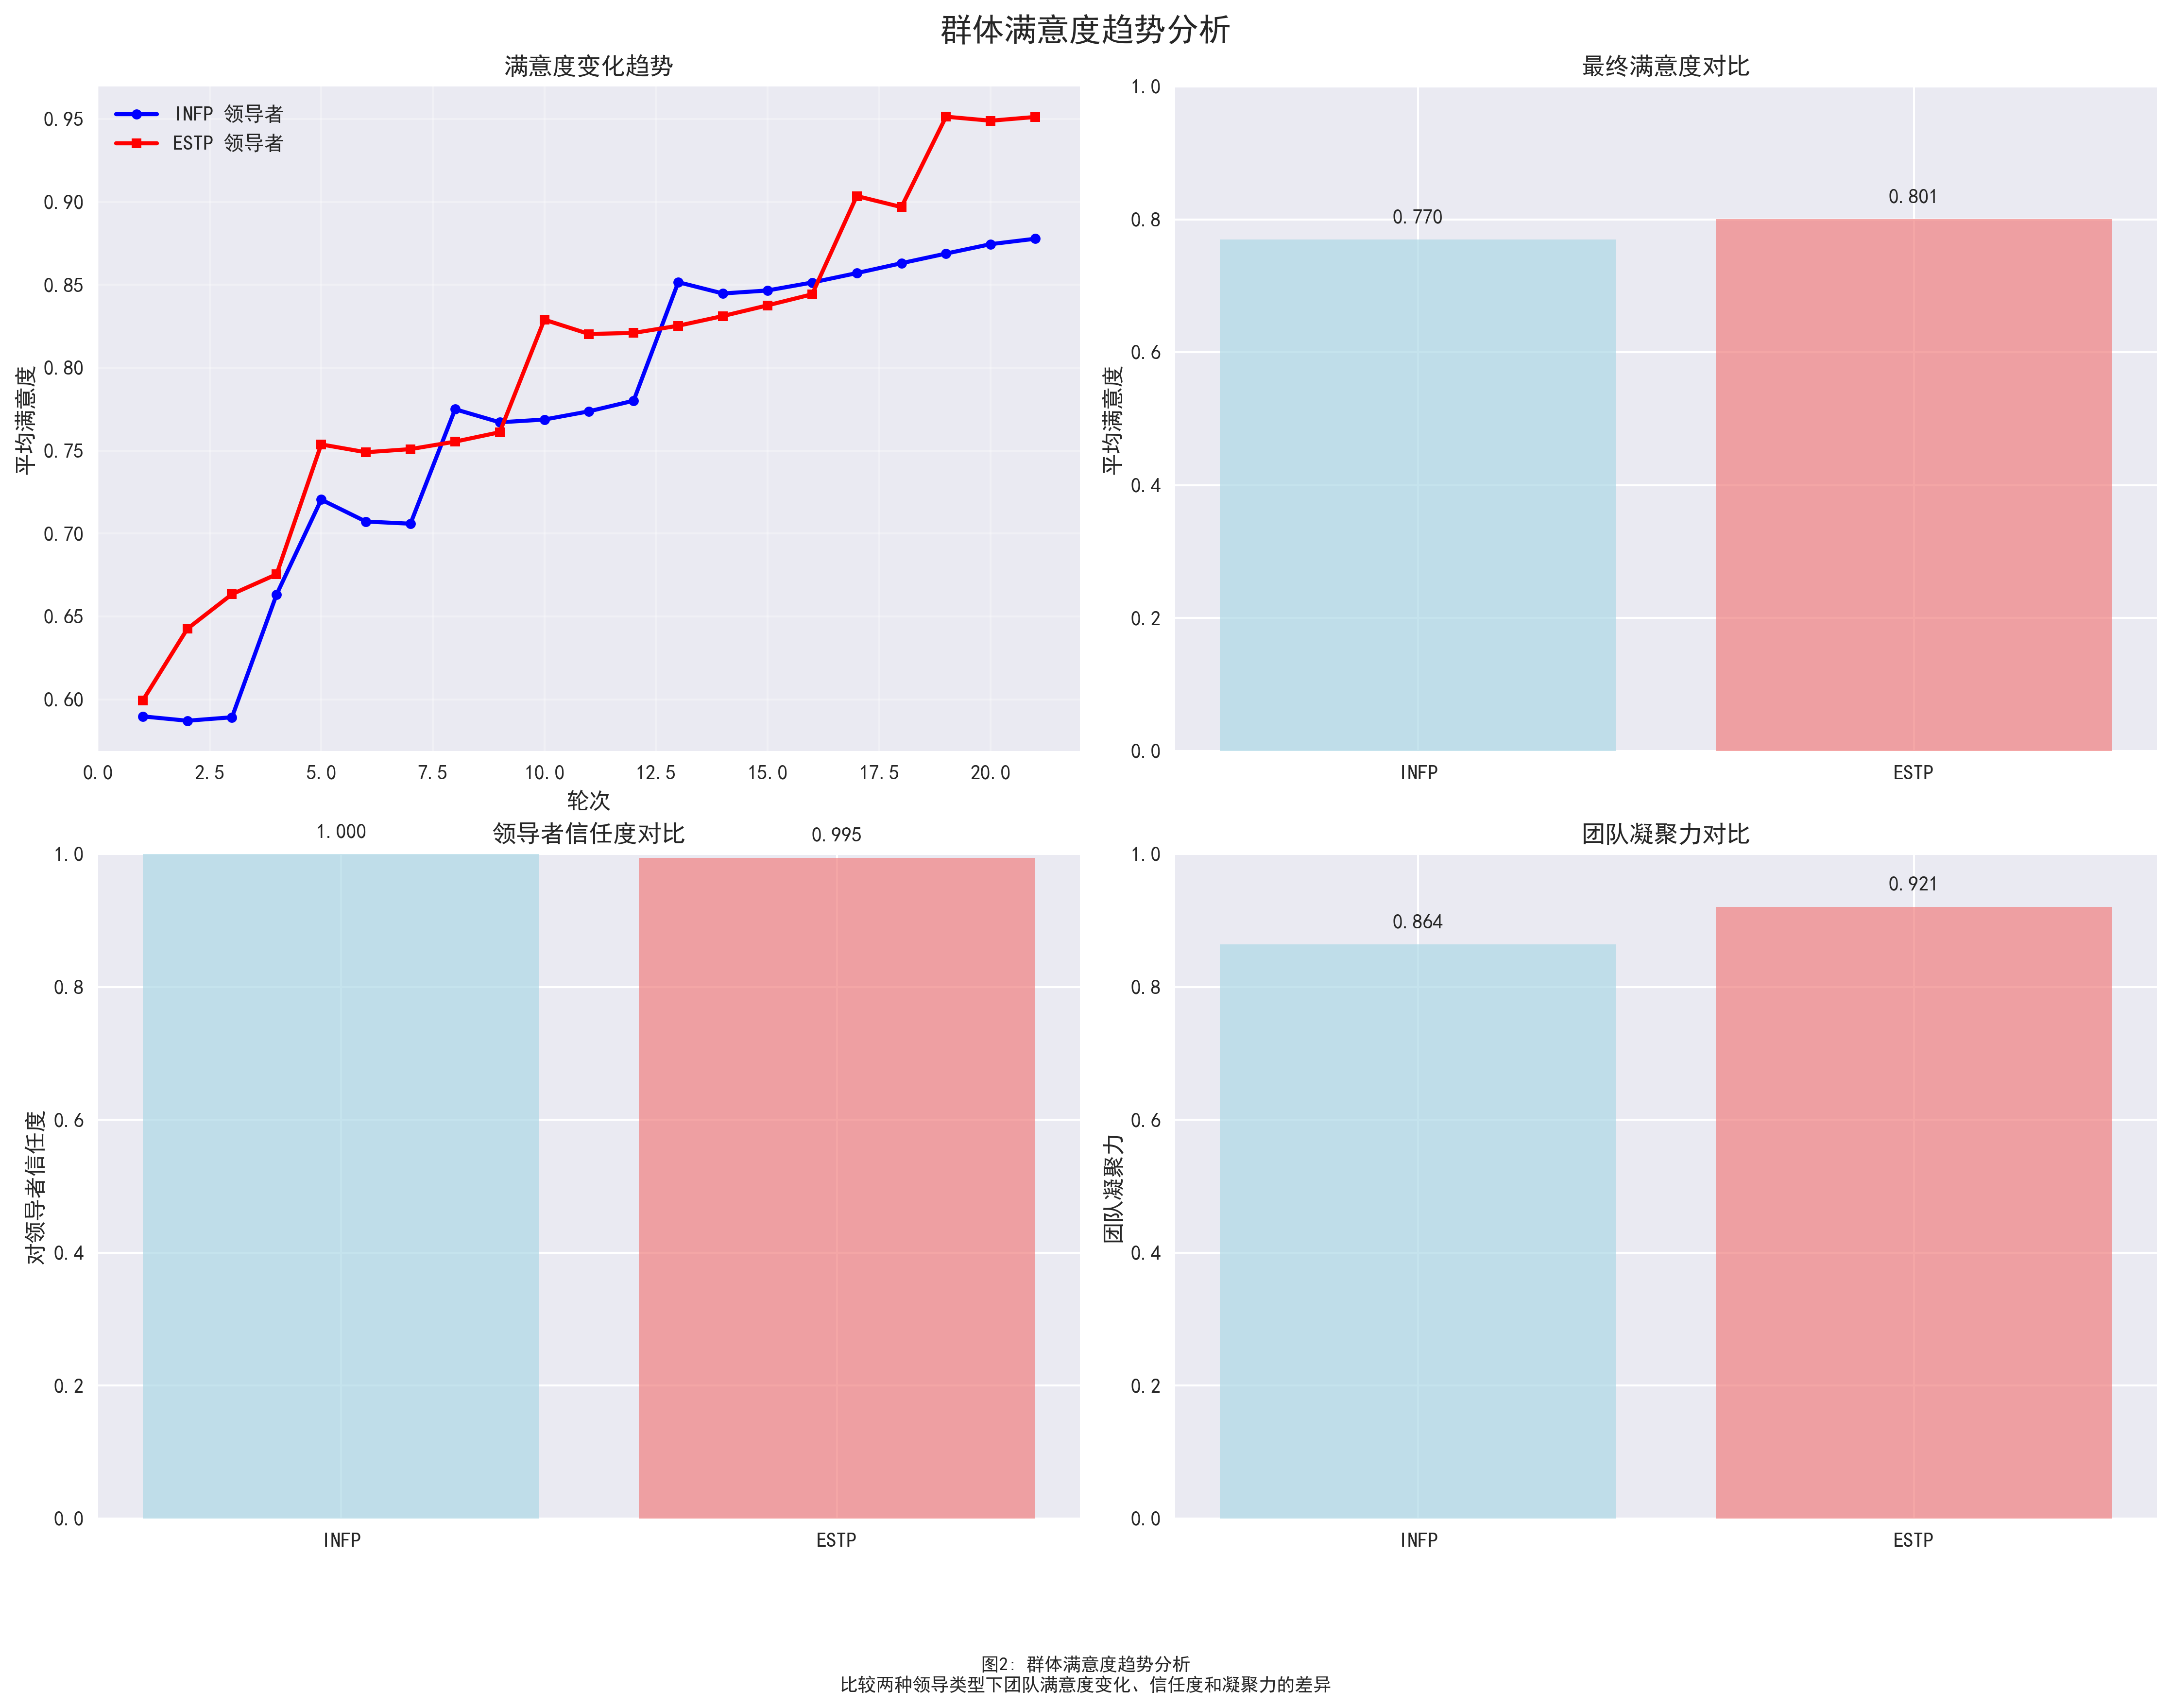 群体满意度趋势分析
满意度变化趋势
INFP 领导者
ESTP 领导者
平均满意度
0.95
0.90
0.85
0.80
0.75
0.70
0.65
0.60
0.0 2.5 5.0 7.5 10.0 12.5 15.0 17.5 20.0
轮次
最终满意度对比
平均满意度
1.0
0.8
0.6
0.4
0.2
0.0
0.770
0.801
INFP ESTP
领导者信任度对比
对领导者信任度
1.0
0.8
0.6
0.4
0.2
0.0
1.000
0.995
INFP ESTP
团队凝聚力对比
团队凝聚力
1.0
0.8
0.6
0.4
0.2
0.0
0.864
0.921
INFP ESTP
图2: 群体满意度趋势分析
比较两种领导类型下团队满意度变化、信任度和凝聚力的差异